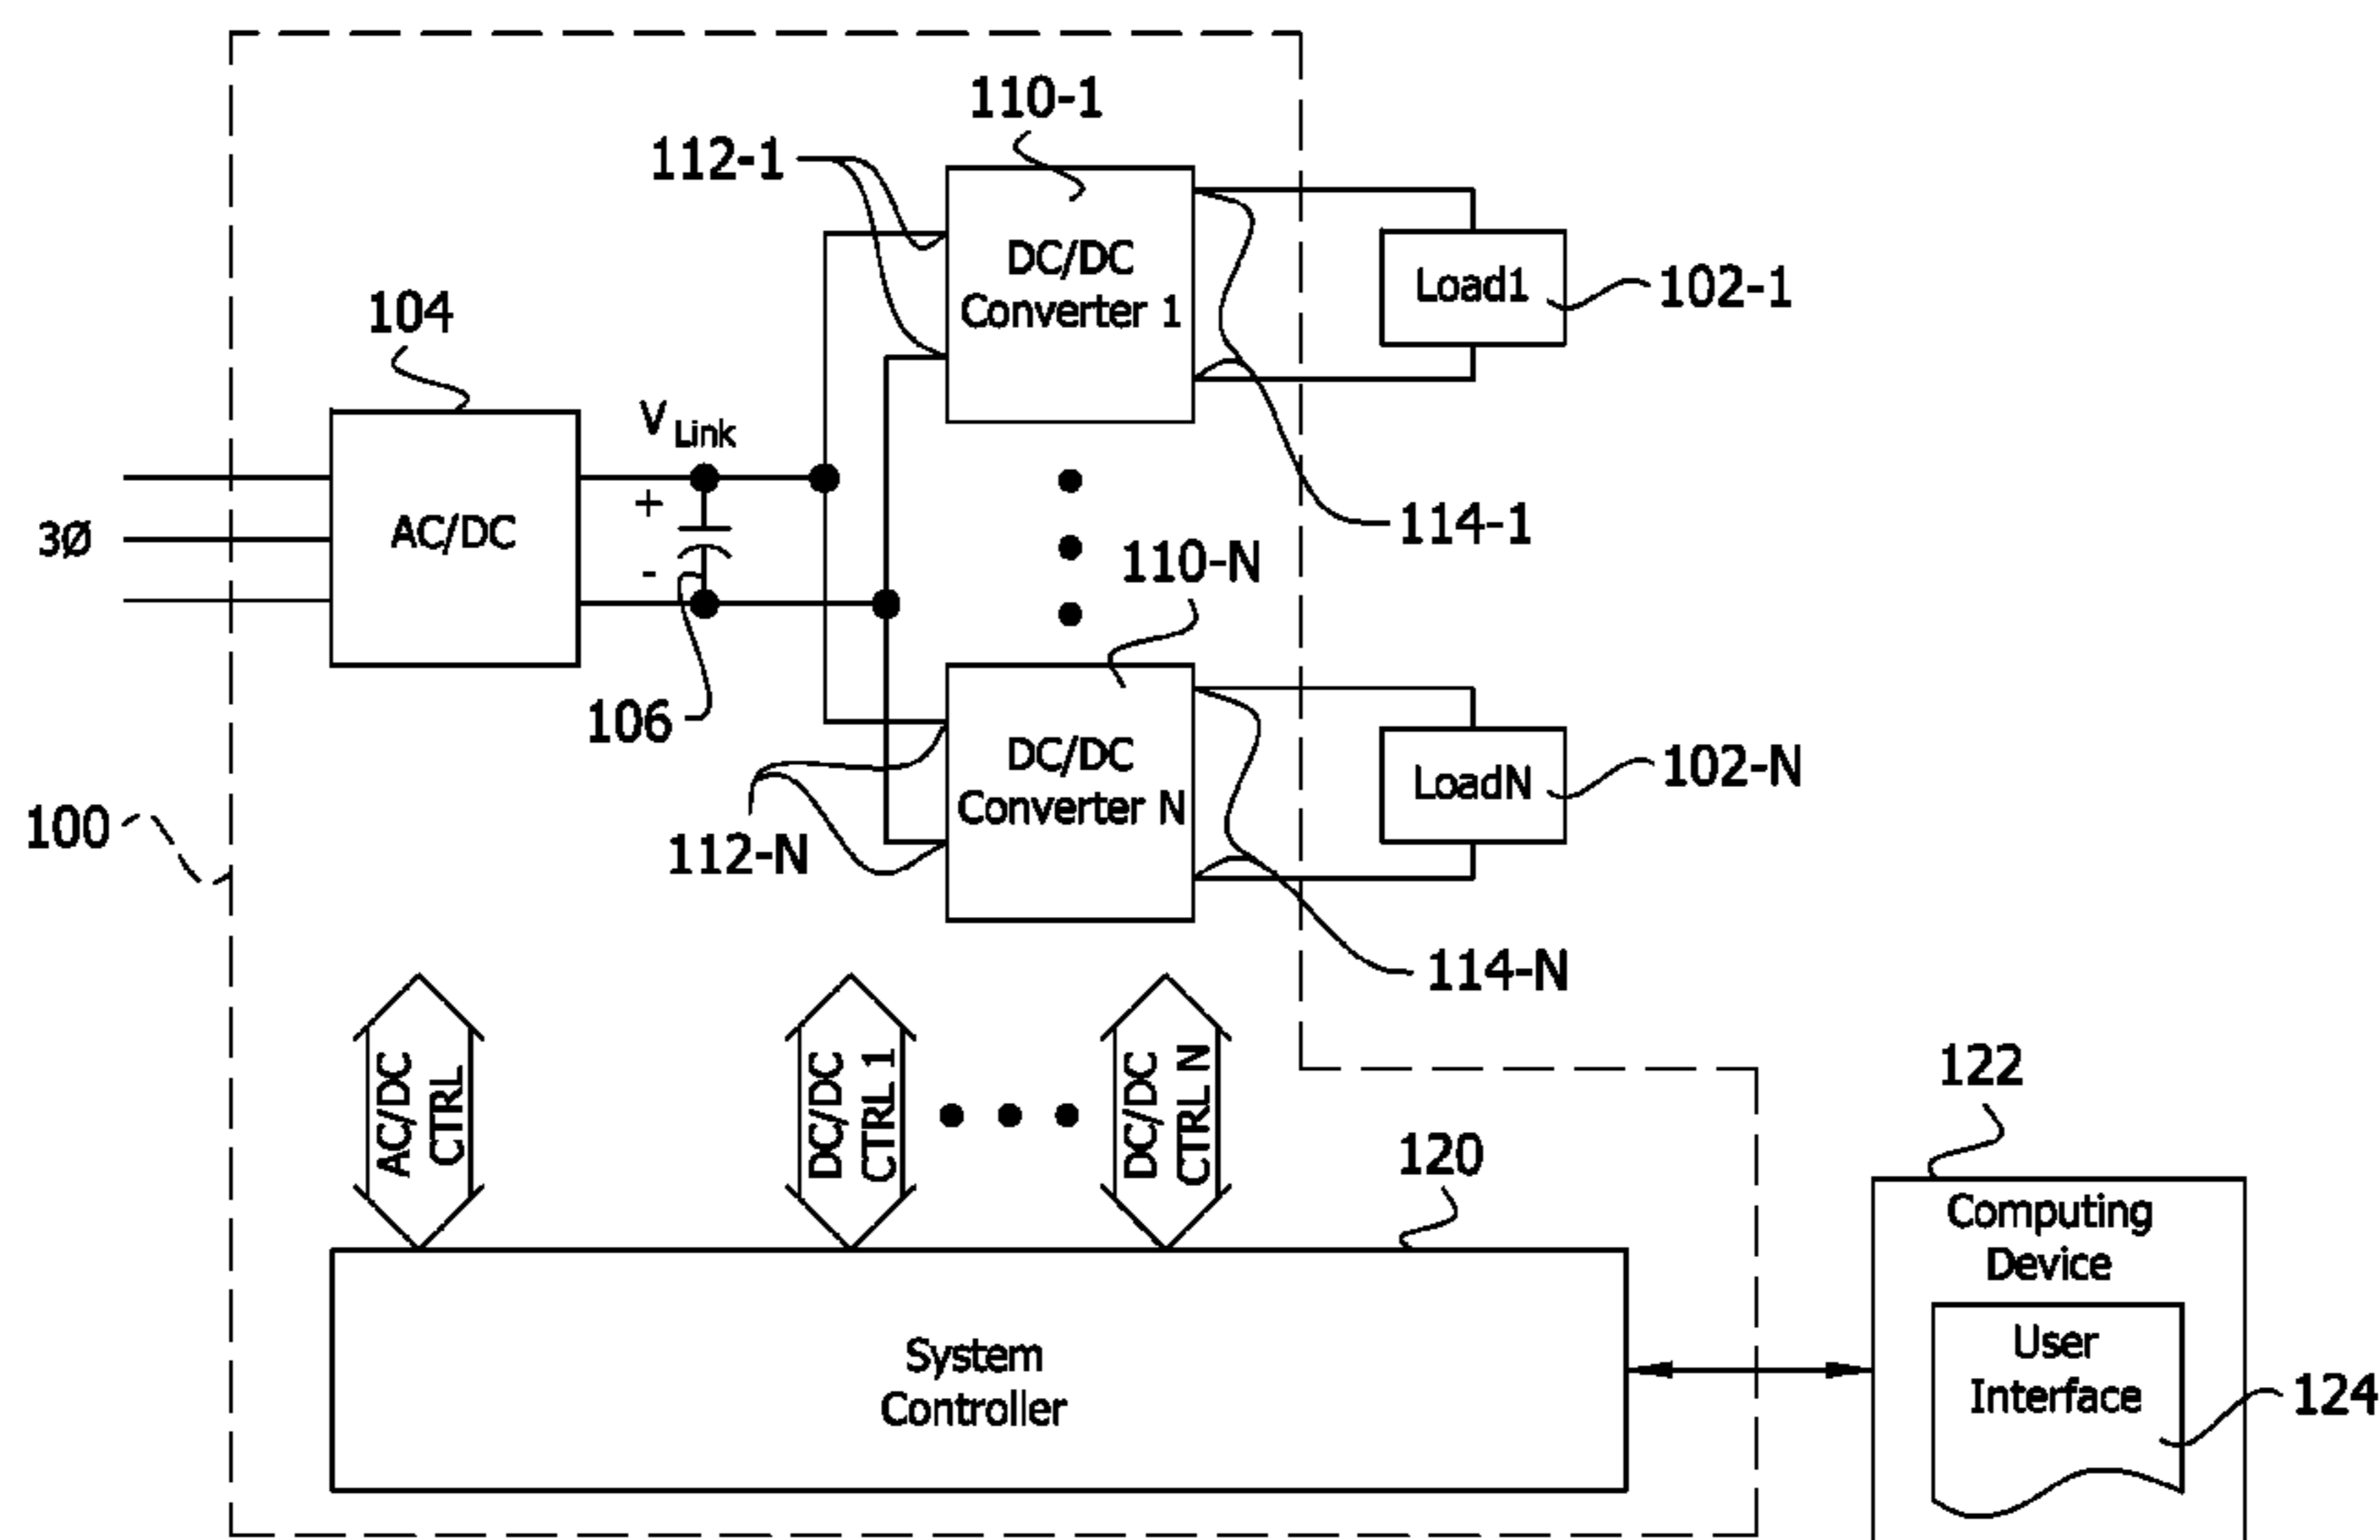 110-1
112-1
DC/DC
Converter 1
Load1
102-1
104
V Link
+
-
3Ø
AC/DC
114-1
110-N
106
DC/DC
Converter N
LoadN
102-N
100
112-N
114-N
AC/DC
CTRL
DC/DC
CTRL 1
DC/DC
CTRL N
122
120
Computing
Device
User
Interface
124
System
Controller